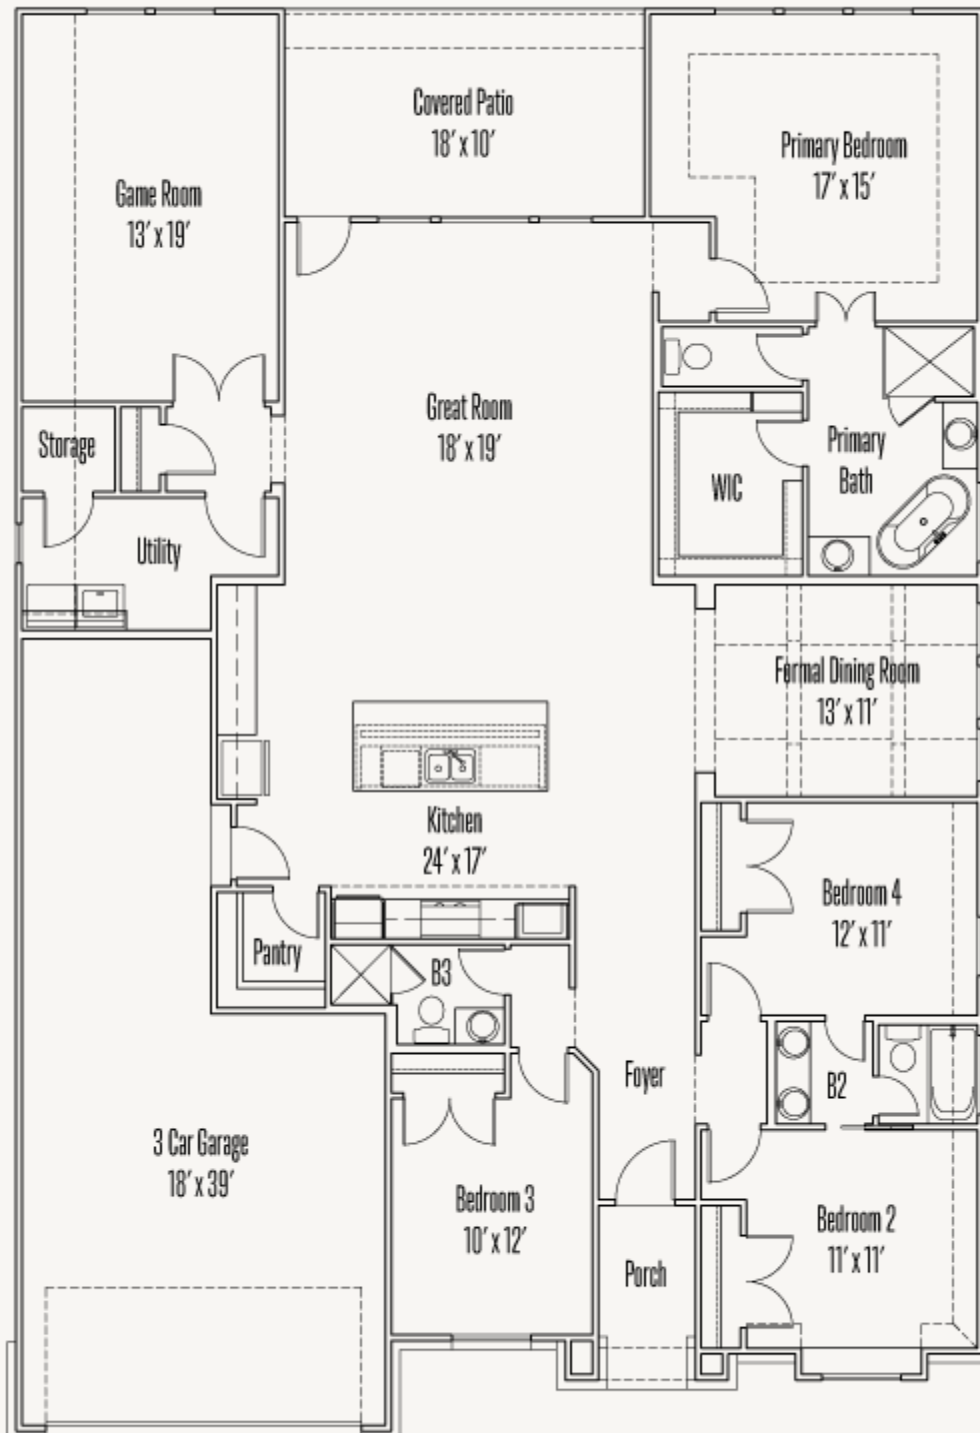 Covered Patio
18' x 10'
Primary Bedroom
17' x 15'
Game Room
13' x 19'
Great Room
18' x 19'
Storage
Primary
Bath
WIC
Utility
Formal Dining Room
13' x 11'
Kitchen
24' x 17'
Bedroom 4
12' x 11'
Pantry
B3
Foyer
B2
3 Car Garage
18' x 39'
Bedroom 3
10' x 12'
Bedroom 2
11' x 11'
Porch